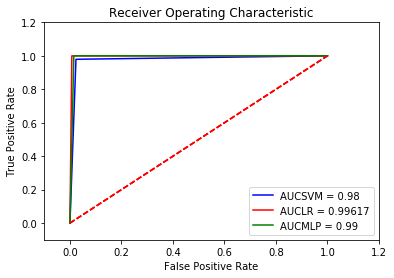 Receiver Operating Characteristic
1.2
1.0
0.8
0.6
0.4
0.2
0.0
True Positive Rate
AUCSVM = 0.98
AUCLR = 0.99617
AUCMLP = 0.99
0.0 0.2 0.4 0.6 0.8 1.0 1.2
False Positive Rate